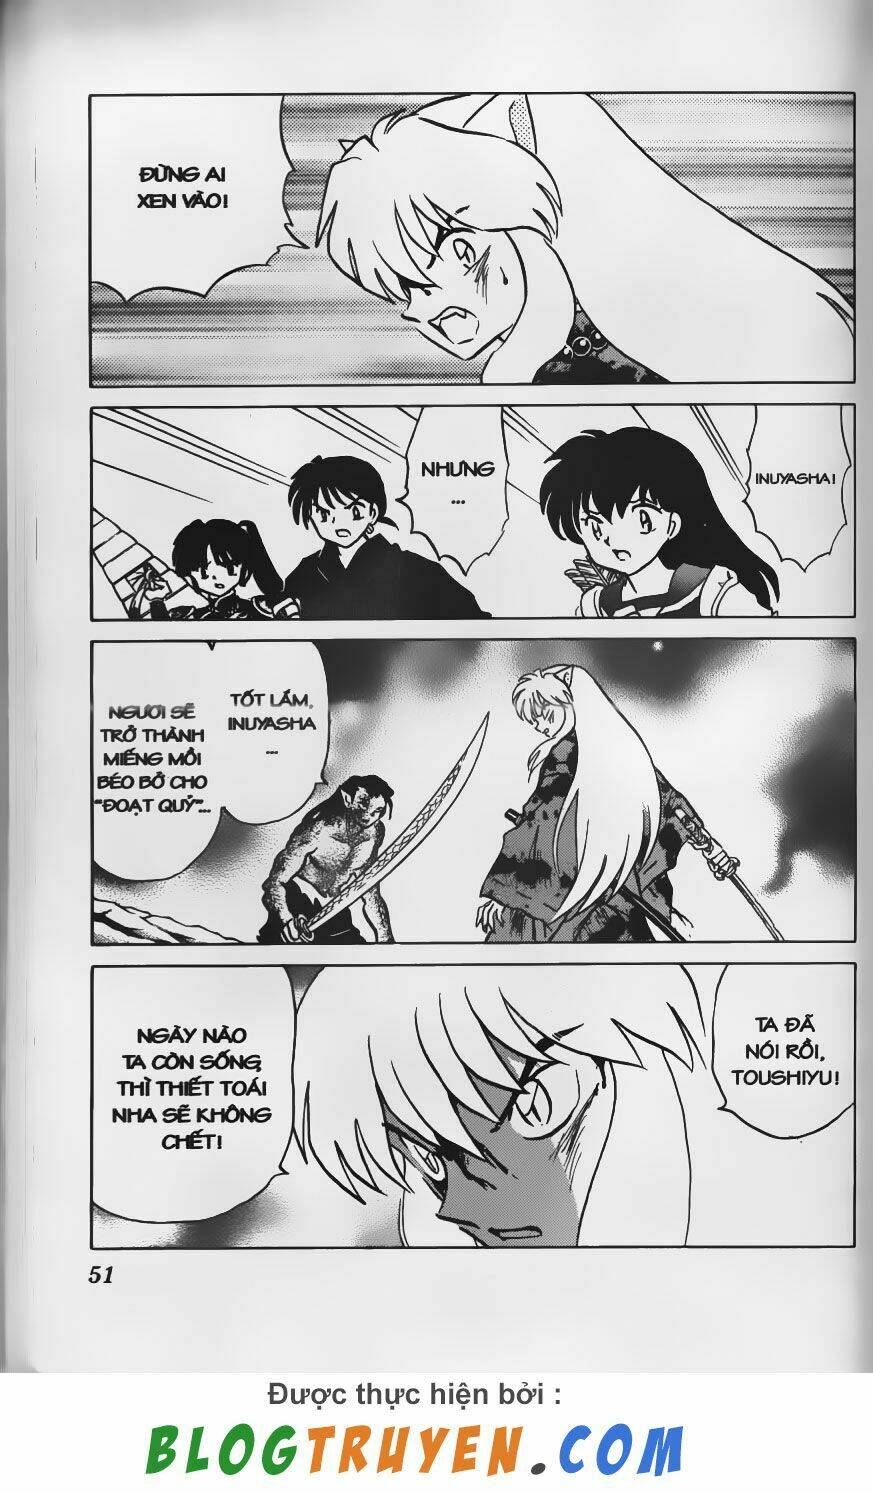 ĐỪNG AI
XEN VÀO!
INUYASHA!
NHƯNG
...
TỐT LẮM,
INUYASHA
...
NGƯƠI SẼ
TRỞ THÀNH
MIẾNG MỒI
BÉO BỞ CHO
"ĐOẠT QUỶ"...
TA ĐÃ
NÓI RỒI,
TOUSHIYU!
NGÀY NÀO
TA CÒN SỐNG,
THÌ THIẾT TOÁI
NHA SẼ KHÔNG
CHẾT!
51
Được thực hiện bởi :
BLOGTRUYEN.COM